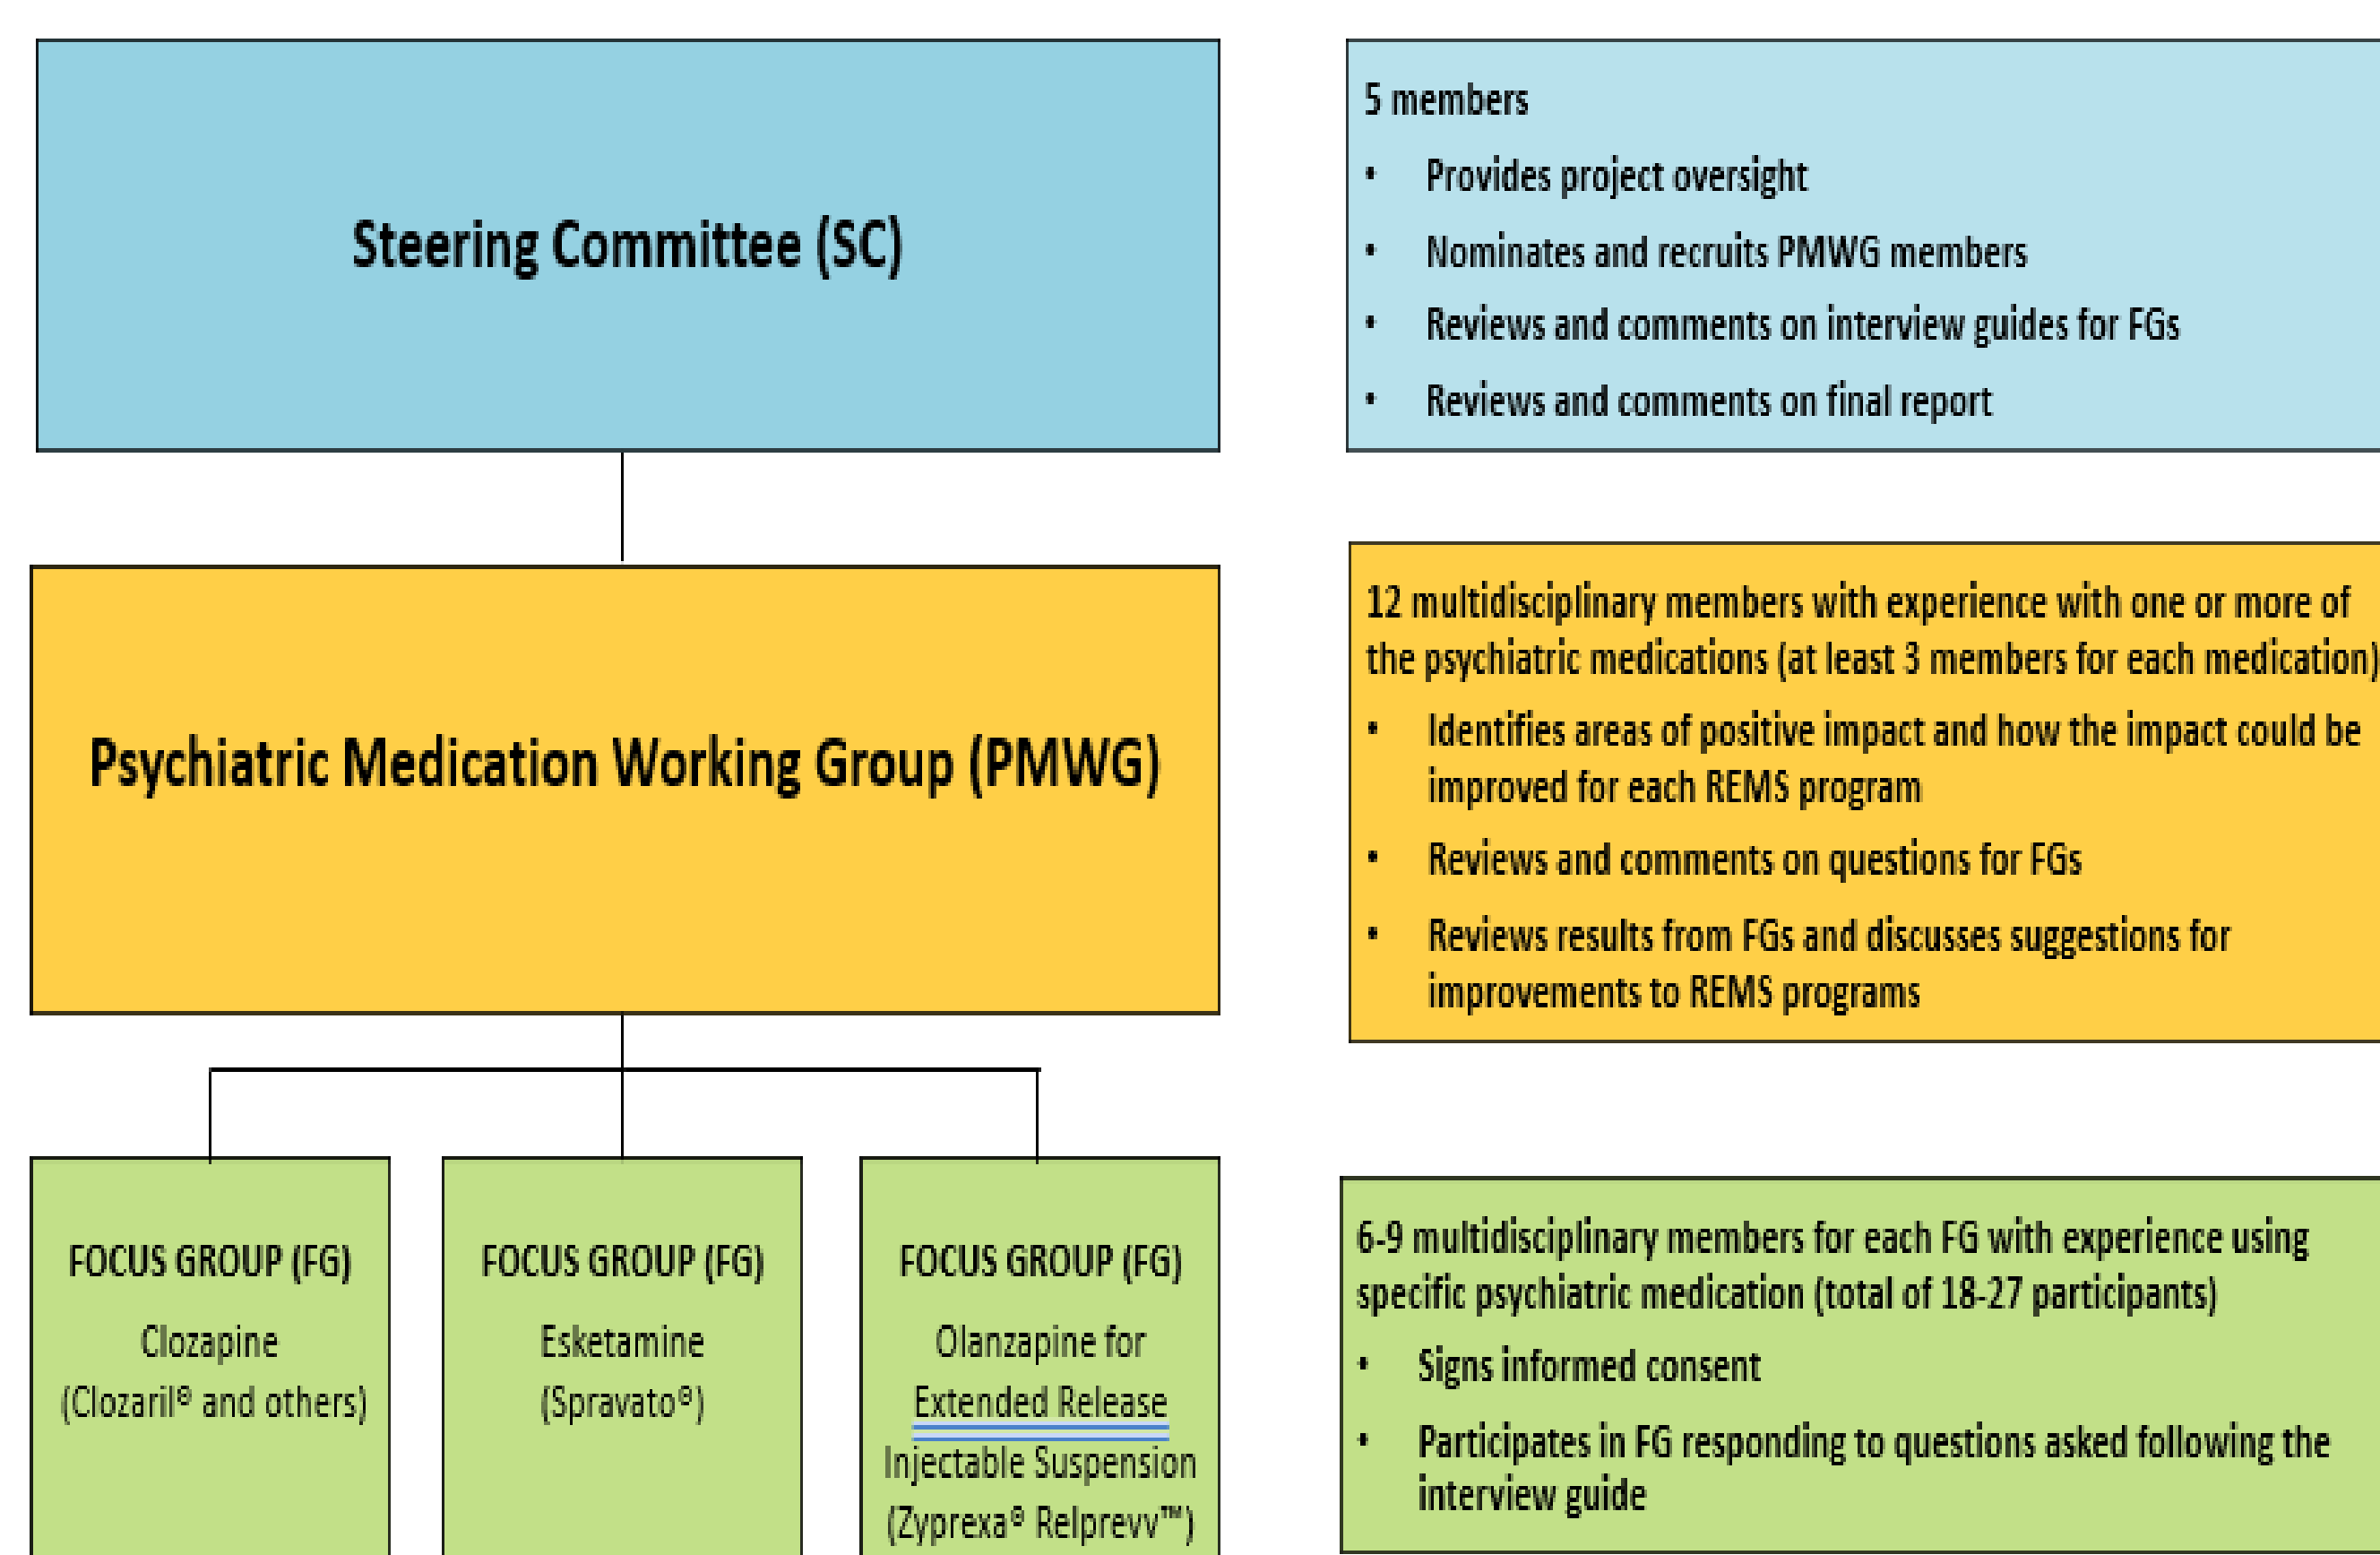 Steering Committee (SC)
5 members
• Provides project oversight
• Nominates and recruits PMWG members
• Reviews and comments on interview guides for FGs
• Reviews and comments on final report
Psychiatric Medication Working Group (PMWG)
12 multidisciplinary members with experience with one or more of
the psychiatric medications (at least 3 members for each medication)
• Identifies areas of positive impact and how the impact could be
improved for each REMS program
• Reviews and comments on questions for FGs
• Reviews results from FGs and discusses suggestions for
improvements to REMS programs
FOCUS GROUP (FG)
Clozapine
(Clozaril® and others)
FOCUS GROUP (FG)
Esketamine
(Spravato®)
FOCUS GROUP (FG)
Olanzapine for
Extended Release
Injectable Suspension
(Zyprexa® Relprevv™)
6-9 multidisciplinary members for each FG with experience using
specific psychiatric medication (total of 18-27 participants)
• Signs informed consent
• Participates in FG responding to questions asked following the
interview guide